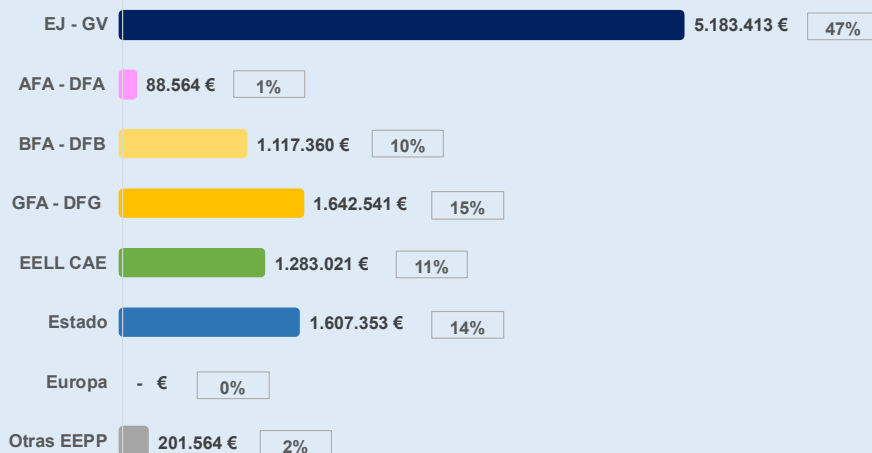 EJ - GV 5.183.413 € 47%
AFA - DFA 88.564 € 1%
BFA - DFB 1.117.360 € 10%
GFA - DFG 1.642.541 € 15%
EELL CAE 1.283.021 € 11%
Estado 1.607.353 € 14%
Europa - € 0%
Otras EEPP 201.564 € 2%